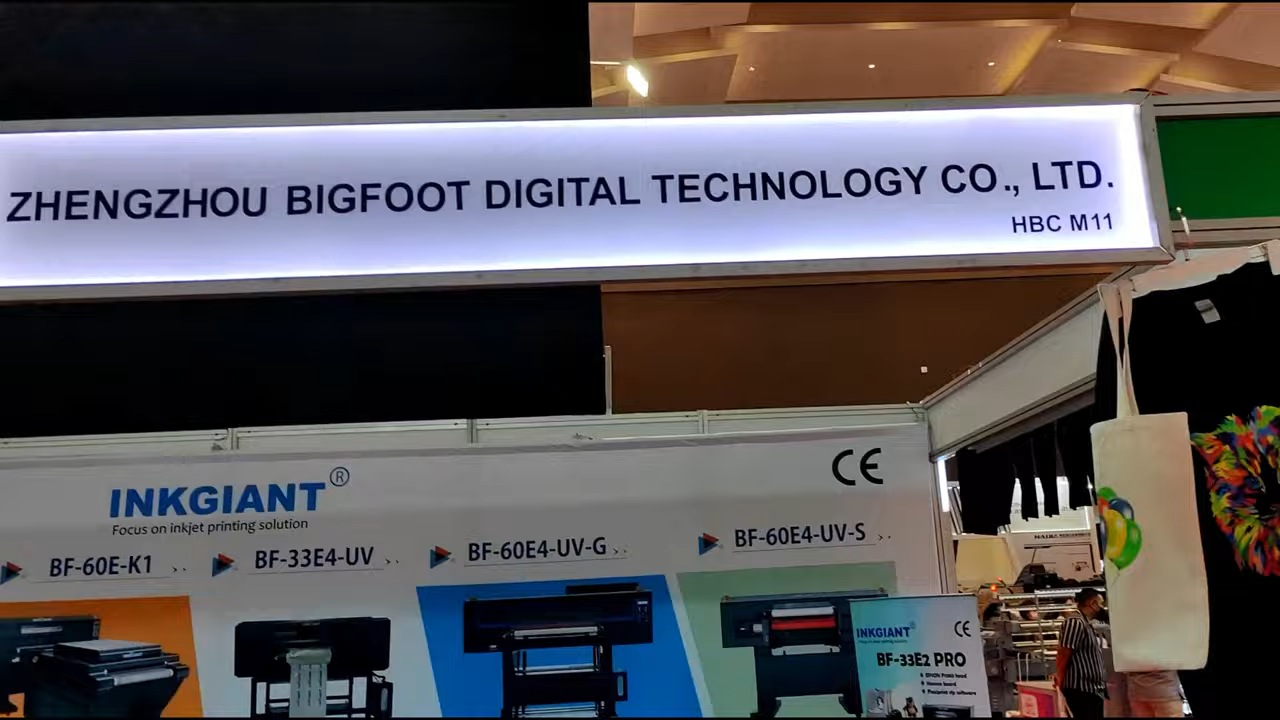 ZHENGZHOU BIGFOOT DIGITAL TECHNOLOGY CO., LTD.
HBC M11
CE
INKGIANT®
Focus on inkjet printing solution
BF-60E-K1
BF-33E4-UV
BF-60E4-UV-G
BF-60E4-UV-S
INKGIANT
CE
BF-33E2 PRO